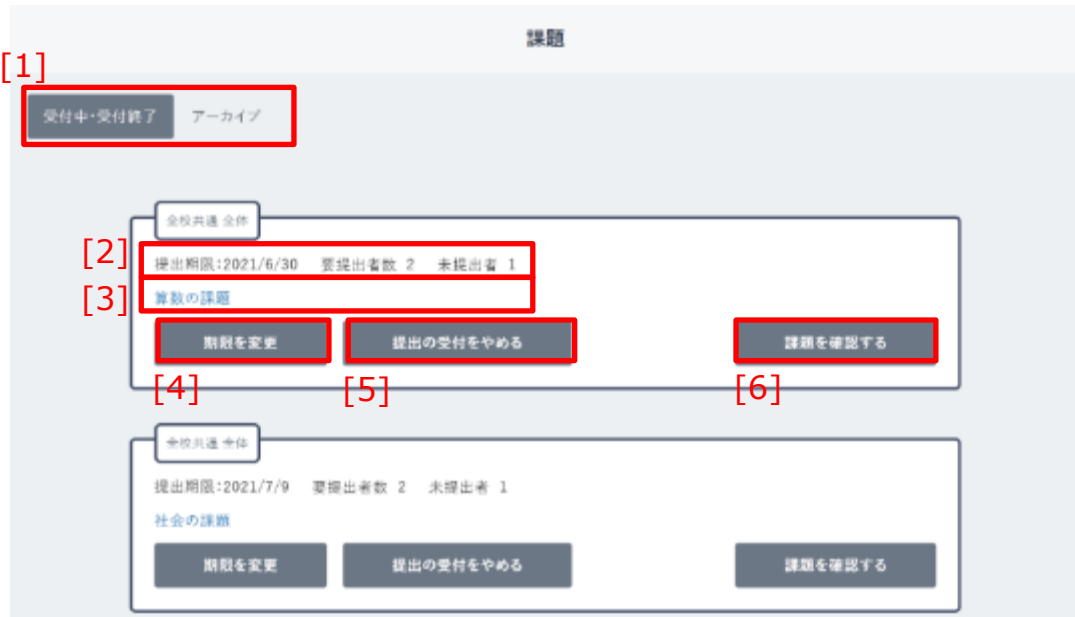 課題
[1]
受付中・受付終了 アーカイブ
全校共通 全体
[2] 提出期限:2021/6/30 要提出者数 2 未提出者 1
[3] 算数の課題
期限を変更 提出の受付をやめる 課題を確認する
[4] [5] [6]
全校共通 全体
提出期限:2021/7/9 要提出者数 2 未提出者 1
社会の課題
期限を変更 提出の受付をやめる 課題を確認する